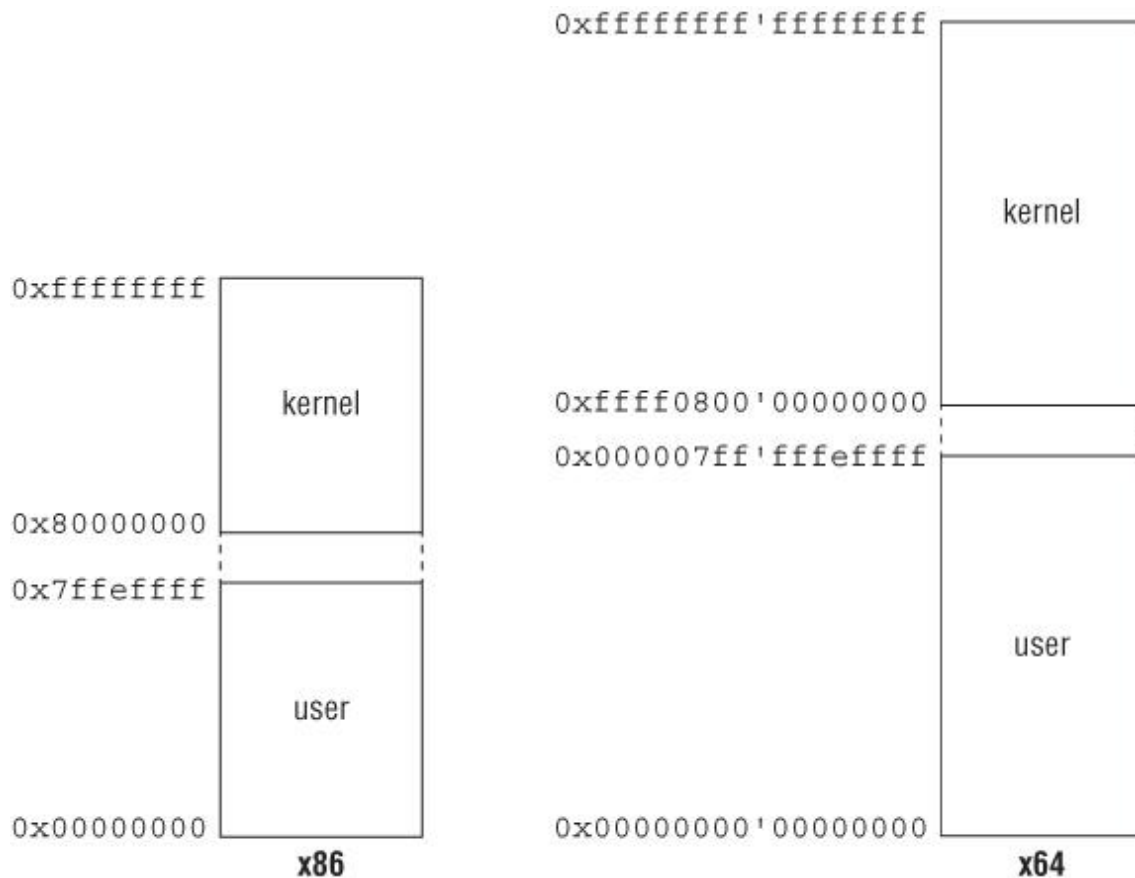 0xffffffff
kernel
0x80000000
0x7ffeffff
user
0x00000000
x86
0xffffffff'ffffffff
kernel
0xffff0800'00000000
0x000007ff'fffeffff
user
0x00000000'00000000
x64